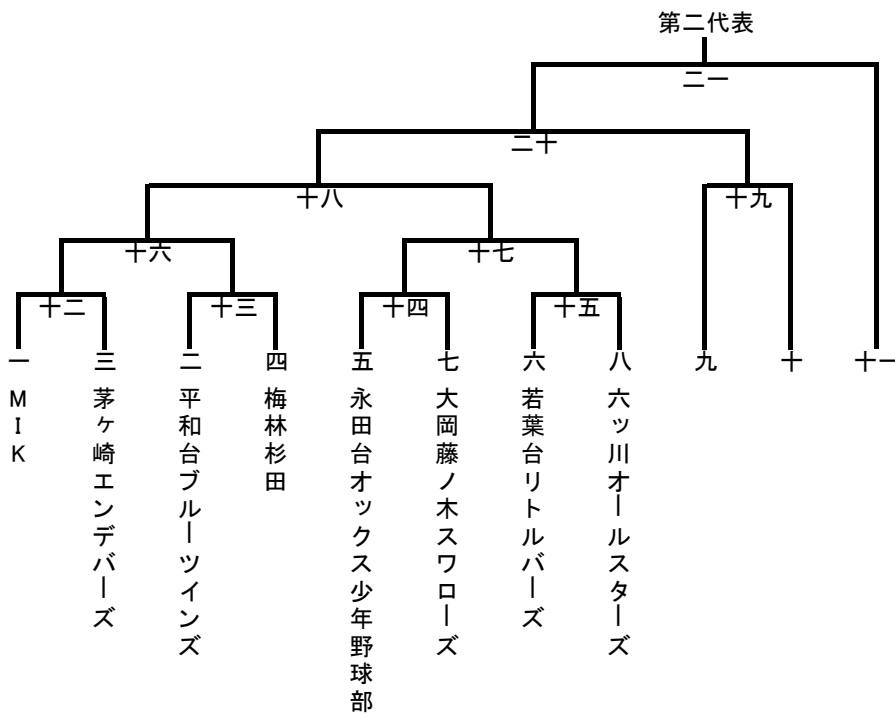 第二代表
二一
二十
十八
十九
十六
十七
十二
十三
十四
十五
一
三
二
四
五
七
六
八
九
十
十一
MIK
茅ヶ崎エンデバーズ
平和台ブルーツインズ
梅林杉田
永田台オックス少年野球部
大岡藤ノ木スワローズ
若葉台リトルバーズ
六ッ川オールスターズ